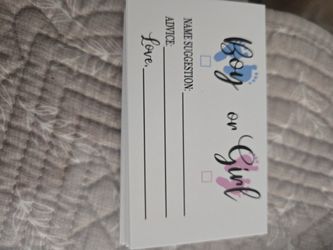 Boy or Girl
NAME SUGGESTION:
ADVICE:
Love,